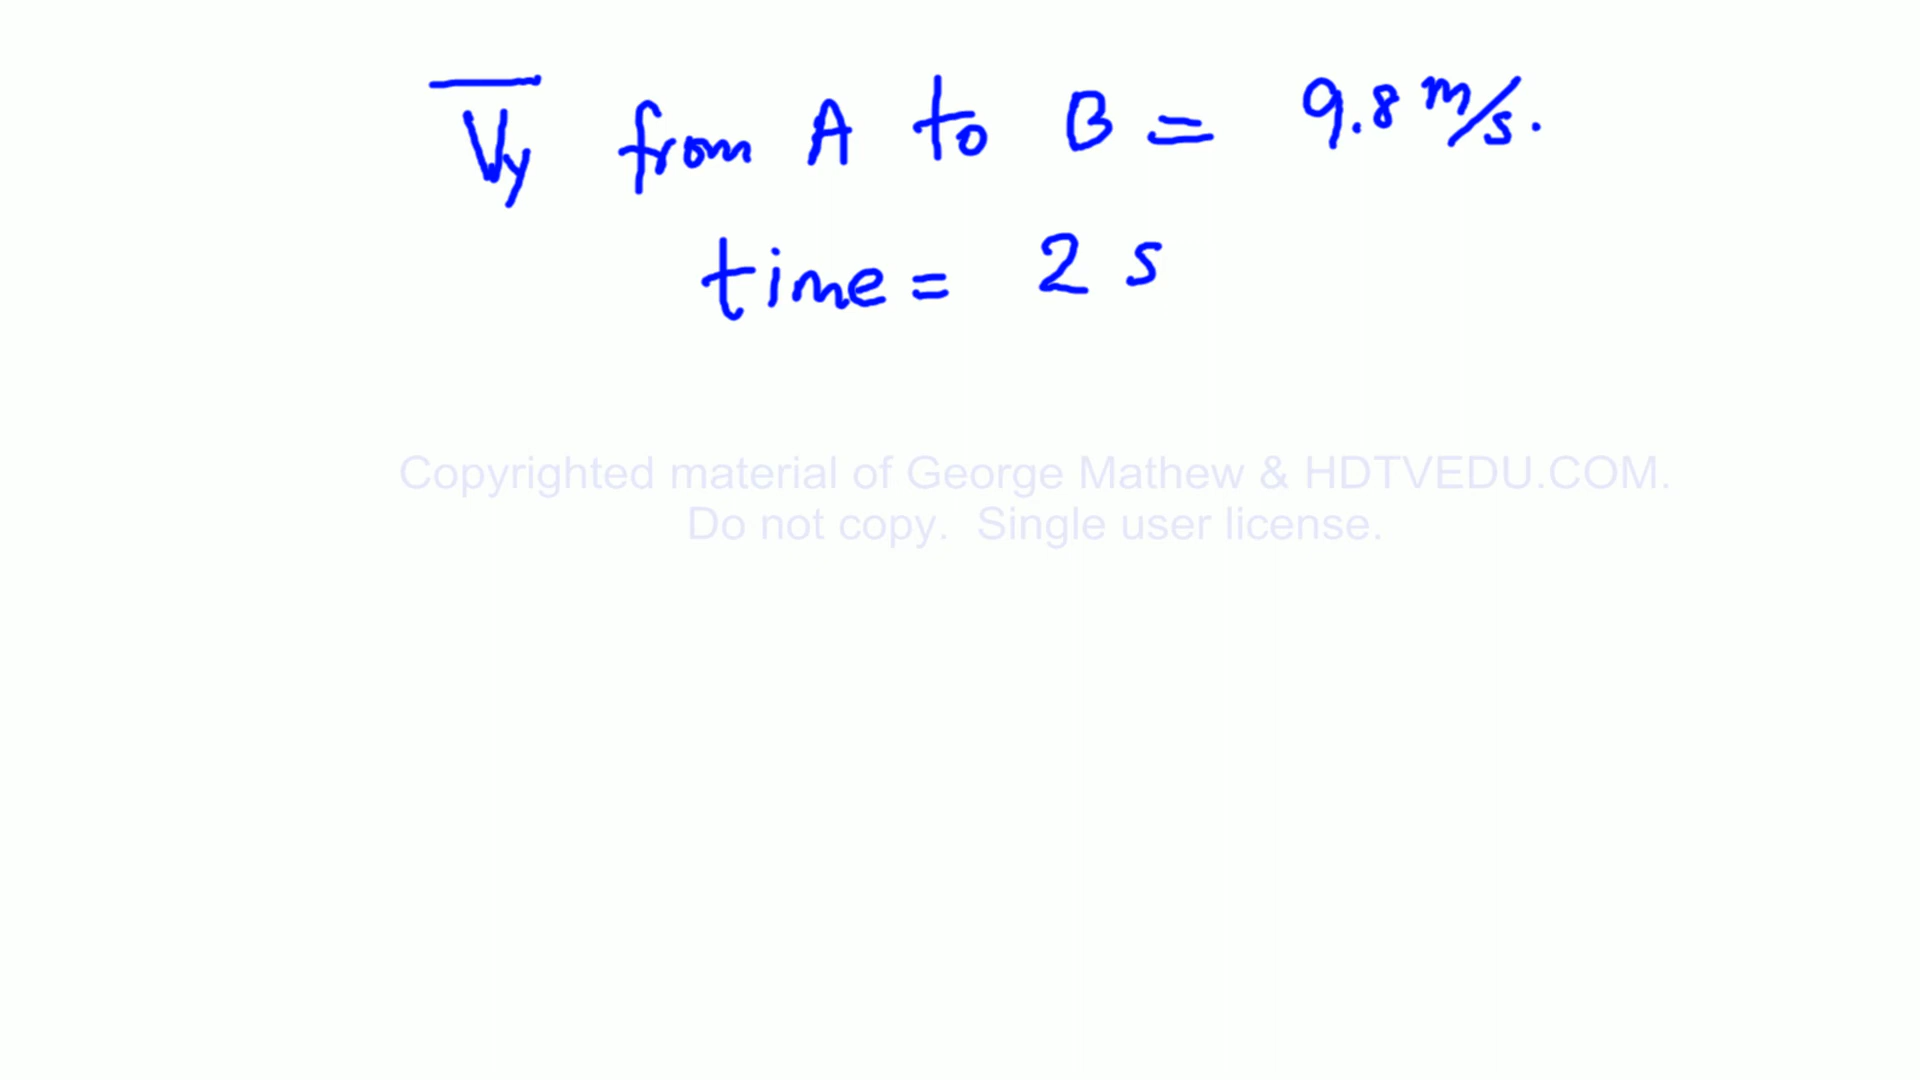 V̅y from A to B = 9.8 m/s.
time = 2 s
Copyrighted material of George Mathew & HDTVEDU.COM.
Do not copy. Single user license.